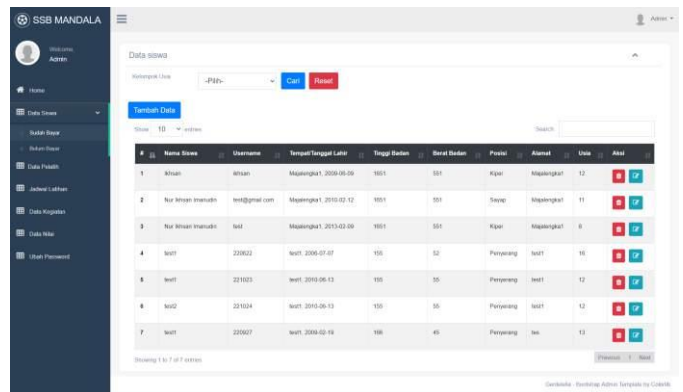 SSB MANDALA
Admin
Welcome,
Admin
Home
Data Siswa
Sudah Bayar
Belum Bayar
Data Pelatih
Jadwal Latihan
Data Kegiatan
Data Nilai
Ubah Password
Data siswa
Kelompok Usia
-Pilih-
Cari
Reset
Tambah Data
Show 10 entries
Search:
# Nama Siswa Username Tempat/Tanggal Lahir Tinggi Badan Berat Badan Posisi Alamat Usia Aksi
1 ikhsan ikhsan Majalengka1, 2009-06-09 1651 551 Kiper Majalengka1 12
2 Nur Ikhsan Imanudin test@gmail.com Majalengka1, 2010-02-12 1651 551 Sayap Majalengka1 11
3 Nur Ikhsan Imanudin Majalengka1, 2013-02-09 1651 551 Kiper Majalengka1
4 test1 220822 test1, 2006-07-07 155 52 Penyerang test1 16
5 test1 221023 test1, 2010-06-13 155 55 Penyerang test1 12
6 test2 221024 test1, 2010-06-13 155 55 Penyerang test1 12
7 test1 220927 test1, 2009-02-19 166 45 Penyerang tes 13
Showing 1 to 7 of 7 entries
Previous 1 Next
Gentelella - Bootstrap Admin Template by Colorlib